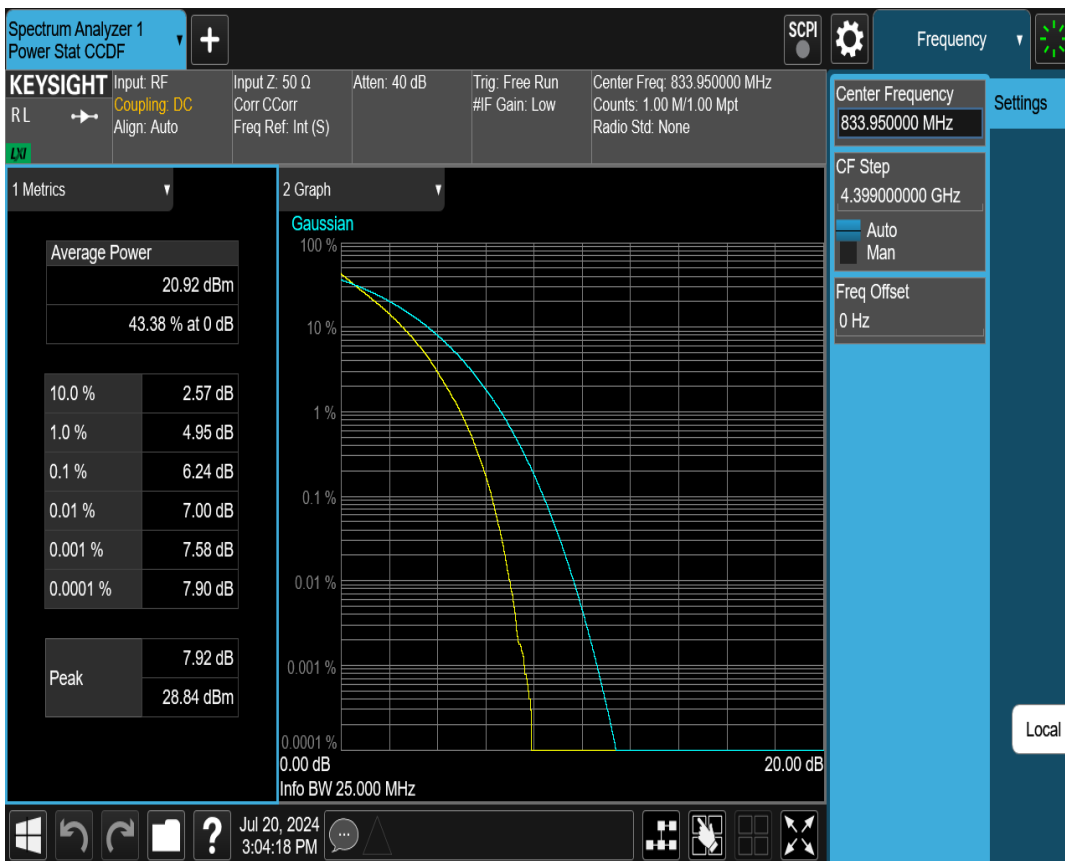 Spectrum Analyzer 1
Power Stat CCDF
+
SCPI
Frequency
KEYSIGHT
RL
LXI
Input: RF
Coupling: DC
Align: Auto
Input Z: 50 Ω
Corr CCorr
Freq Ref: Int (S)
Atten: 40 dB
Trig: Free Run
#IF Gain: Low
Center Freq: 833.950000 MHz
Counts: 1.00 M/1.00 Mpt
Radio Std: None
Center Frequency
833.950000 MHz
Settings
CF Step
4.399000000 GHz
Auto
Man
Freq Offset
0 Hz
1 Metrics
Average Power
20.92 dBm
43.38 % at 0 dB
10.0 % 2.57 dB
1.0 % 4.95 dB
0.1 % 6.24 dB
0.01 % 7.00 dB
0.001 % 7.58 dB
0.0001 % 7.90 dB
Peak
7.92 dB
28.84 dBm
2 Graph
Gaussian
100 %
10 %
1 %
0.1 %
0.01 %
0.001 %
0.0001 %
0.00 dB 20.00 dB
Info BW 25.000 MHz
Local
?
Jul 20, 2024
3:04:18 PM